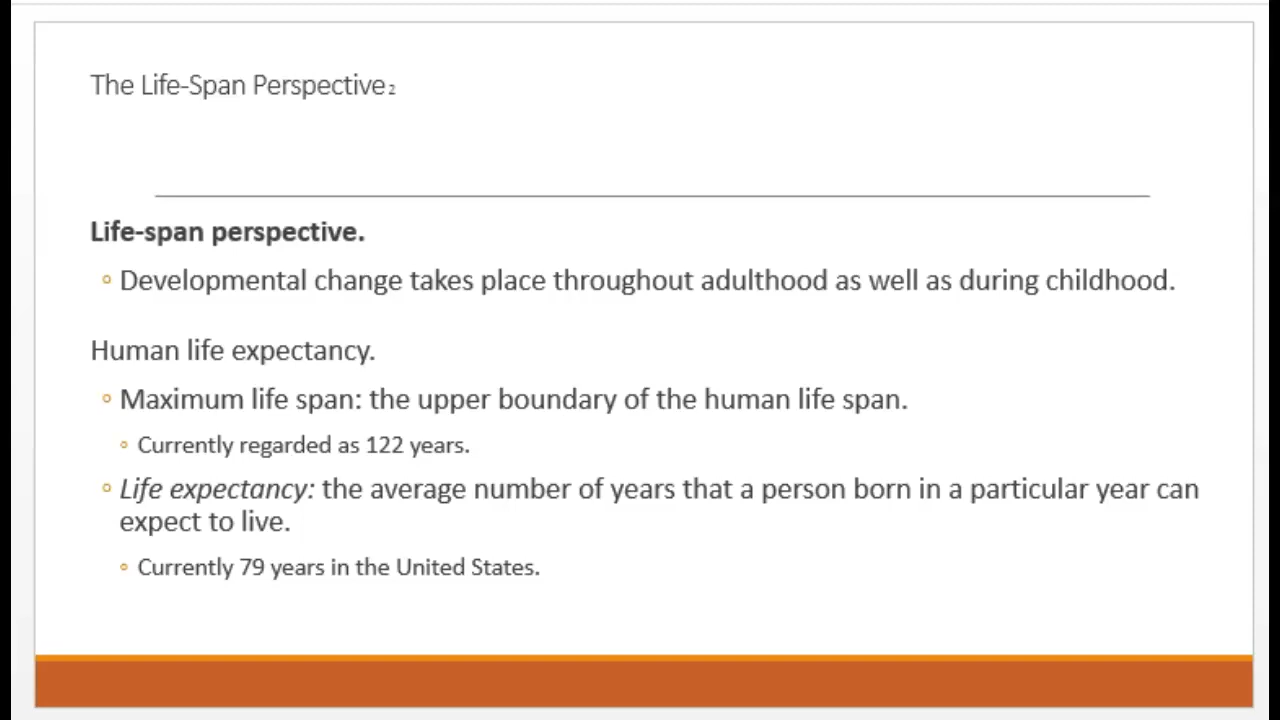 The Life-Span Perspective 2
Life-span perspective.
◦ Developmental change takes place throughout adulthood as well as during childhood.
Human life expectancy.
◦ Maximum life span: the upper boundary of the human life span.
◦ Currently regarded as 122 years.
◦ Life expectancy: the average number of years that a person born in a particular year can
expect to live.
◦ Currently 79 years in the United States.